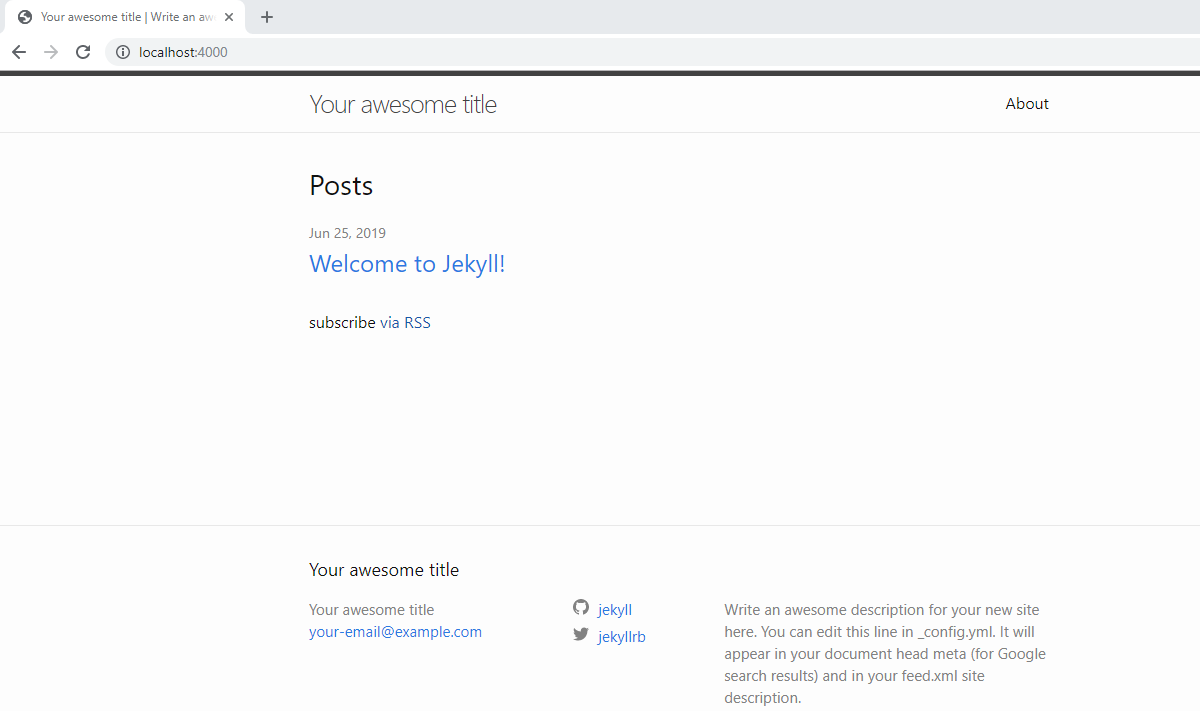 Your awesome title | Write an aw
localhost:4000
Your awesome title
About
Posts
Jun 25, 2019
Welcome to Jekyll!
subscribe via RSS
Your awesome title
Your awesome title
your-email@example.com
jekyll
jekyllrb
Write an awesome description for your new site
here. You can edit this line in _config.yml. It will
appear in your document head meta (for Google
search results) and in your feed.xml site
description.